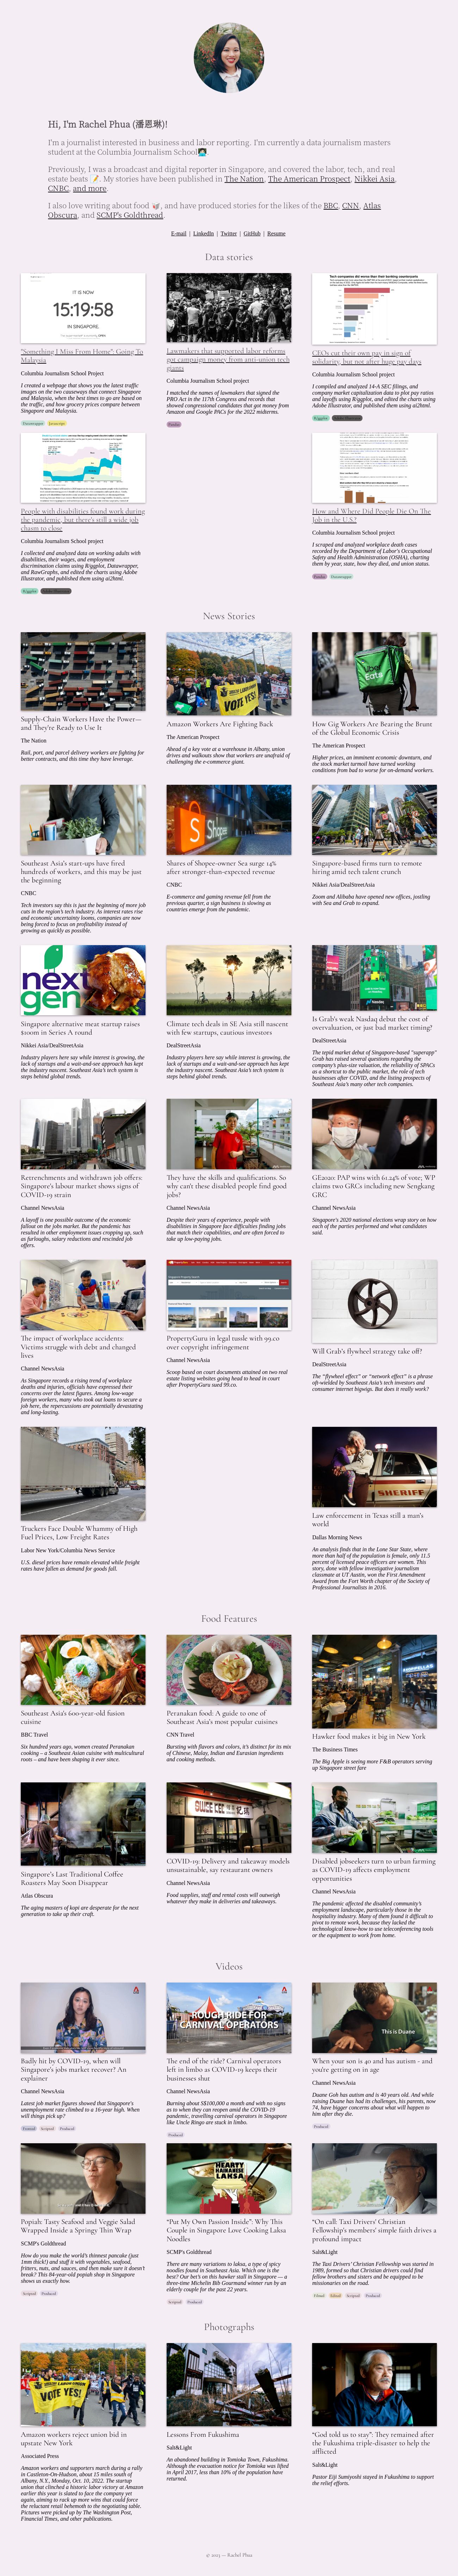 Hi, I'm Rachel Phua (潘恩琳)!
I'm a journalist interested in business and labor reporting. I'm currently a data journalism masters
student at the Columbia Journalism School
Previously, I was a broadcast and digital reporter in Singapore, and covered the labor, tech, and real
estate beats 📝. My stories have been published in The Nation, The American Prospect, Nikkei Asia,
CNBC, and more.
I also love writing about food 🥡, and have produced stories for the likes of the BBC, CNN, Atlas
Obscura, and SCMP's Goldthread.
E-mail | LinkedIn | Twitter | GitHub | Resume
Data stories
IT IS NOW
15:19:58
IN SINGAPORE.
"Something I Miss From Home": Going To
Malaysia
Columbia Journalism School Project
I created a webpage that shows you the latest traffic
images on the two causeways that connect Singapore
and Malaysia, when the best times to go are based on
the traffic, and how grocery prices compare between
Singapore and Malaysia.
Datawrapper Javascript
Lawmakers that supported labor reforms
got campaign money from anti-union tech
giants
Columbia Journalism School project
I matched the names of lawmakers that signed the
PRO Act in the 117th Congress and records that
showed congressional candidates who got money from
Amazon and Google PACs for the 2022 midterms.
Pandas
Tech companies did worse than their banking counterparts
CEOs cut their own pay in sign of
solidarity, but not after huge pay days
Columbia Journalism School project
I compiled and analyzed 14-A SEC filings, and
company market capitalization data to plot pay ratios
and layoffs using R/ggplot, and edited the charts using
Adobe Illustrator, and published them using ai2html.
R/ggplot Adobe Illustrator
People with disabilities found work during
the pandemic, but there's still a wide job
chasm to close
Columbia Journalism School project
I collected and analyzed data on working adults with
disabilities, their wages, and employment
discrimination claims using R/ggplot, Datawrapper,
and RawGraphs, and edited the charts using Adobe
Illustrator, and published them using ai2html.
R/ggplot Adobe Illustrator
How and Where Did People Die On The
Job in the U.S.?
Columbia Journalism School project
I scraped and analyzed workplace death cases
recorded by the Department of Labor's Occupational
Safety and Health Administration (OSHA), charting
them by year, state, how they died, and union status.
Pandas Datawrapper
News Stories
Supply-Chain Workers Have the Power—
and They're Ready to Use It
The Nation
Rail, port, and parcel delivery workers are fighting for
better contracts, and this time they have leverage.
VOTE YES!
Amazon Workers Are Fighting Back
The American Prospect
Ahead of a key vote at a warehouse in Albany, union
drives and walkouts show that workers are unafraid of
challenging the e-commerce giant.
Uber
Eats
How Gig Workers Are Bearing the Brunt
of the Global Economic Crisis
The American Prospect
Higher prices, an imminent economic downturn, and
the stock market turmoil have turned working
conditions from bad to worse for on-demand workers.
Southeast Asia's start-ups have fired
hundreds of workers, and this may be just
the beginning
CNBC
Tech investors say this is just the beginning of more job
cuts in the region's tech industry. As interest rates rise
and economic uncertainty looms, companies are now
being forced to focus on profitability instead of
growing as quickly as possible.
Shares of Shopee-owner Sea surge 14%
after stronger-than-expected revenue
CNBC
E-commerce and gaming revenue fell from the
previous quarter, a sign business is slowing as
countries emerge from the pandemic.
Singapore-based firms turn to remote
hiring amid tech talent crunch
Nikkei Asia/DealStreetAsia
Zoom and Alibaba have opened new offices, jostling
with Sea and Grab to expand.
next
gen
Singapore alternative meat startup raises
$100m in Series A round
Nikkei Asia/DealStreetAsia
Industry players here say while interest is growing, the
lack of startups and a wait-and-see approach has kept
the industry nascent. Southeast Asia's tech system is
steps behind global trends.
Climate tech deals in SE Asia still nascent
with few startups, cautious investors
DealStreetAsia
Industry players here say while interest is growing, the
lack of startups and a wait-and-see approach has kept
the industry nascent. Southeast Asia's tech system is
steps behind global trends.
Is Grab's weak Nasdaq debut the cost of
overvaluation, or just bad market timing?
DealStreetAsia
The tepid market debut of Singapore-based "superapp"
Grab has raised several questions regarding the
company's plus-size valuation, the reliability of SPACs
as a shortcut to the public market, the role of tech
businesses after COVID, and the listing prospects of
Southeast Asia's many other tech companies.
Retrenchments and withdrawn job offers:
Singapore's labour market shows signs of
COVID-19 strain
Channel NewsAsia
A layoff is one possible outcome of the economic
fallout on the job market. But the pandemic has
resulted in other employment issues cropping up, such
as furloughs, salary reductions and rescinded job
offers.
They have the skills and qualifications. So
why can't these disabled people find good
jobs?
Channel NewsAsia
Despite their years of experience, people with
disabilities in Singapore face difficulties finding jobs
that match their capabilities, and are often forced to
take up low-paying jobs.
GE2020: PAP wins with 61.24% of vote; WP
claims two GRCs including new Sengkang
GRC
Channel NewsAsia
Singapore's 2020 national elections wrap story on how
each of the parties performed and what candidates
said.
The impact of workplace accidents:
Victims struggle with debt and changed
lives
Channel NewsAsia
As Singapore records a rising trend of workplace
deaths and injuries, officials have expressed their
concerns over the latest figures. Among low-wage
foreign workers, many who took out loans to secure a
job here, the repercussions are potentially devastating
and long-lasting.
PropertyGuru in legal tussle with 99.co
over copyright infringement
Channel NewsAsia
Scoop based on court documents attained on two real
estate listing websites going head to head in court
after PropertyGuru sued 99.co.
Will Grab's flywheel strategy take off?
DealStreetAsia
The "flywheel effect" or "network effect" is a phrase
oft-wielded by Southeast Asia's tech investors and
consumer internet bigwigs. But does it really work?
Truckers Face Double Whammy of High
Fuel Prices, Low Freight Rates
Labor New York/Columbia News Service
U.S. diesel prices have remain elevated while freight
rates have fallen as demand for goods fall.
SHERIFF
Law enforcement in Texas still a man's
world
Dallas Morning News
An analysis finds that in the Lone Star State, where
more than half of the population is female, only 11.5
percent of licensed peace officers are women. This
story, done with fellow investigative journalism
classmate at UT Austin, won the First Amendment
Award from the Fort Worth chapter of the Society of
Professional Journalists in 2016.
Food Features
Southeast Asia's 600-year-old fusion
cuisine
BBC Travel
Six hundred years ago, women created Peranakan
cooking – a Southeast Asian cuisine with multicultural
roots – and have been shaping it ever since.
Peranakan food: A guide to one of
Southeast Asia's most popular cuisines
CNN Travel
Bursting with flavors and colors, it's distinct for its mix
of Chinese, Malay, Indian and Eurasian ingredients
and cooking methods.
Hawker food makes it big in New York
The Business Times
The Big Apple is seeing more F&B operators serving
up Singapore street fare
Singapore's Last Traditional Coffee
Roasters May Soon Disappear
Atlas Obscura
The aging masters of kopi are desperate for the next
generation to take up their craft.
COVID-19: Delivery and takeaway models
unsustainable, say restaurant owners
Channel NewsAsia
Food supplies, staff and rental costs will outweigh
whatever they make in deliveries and takeaways.
Disabled jobseekers turn to urban farming
as COVID-19 affects employment
opportunities
Channel NewsAsia
The pandemic affected the disabled community's
employment landscape, particularly those in the
hospitality industry. Many of them found it difficult to
pivot to remote work, because they lacked the
technological know-how to use teleconferencing tools
or the equipment to work from home.
Videos
Badly hit by COVID-19, when will
Singapore's jobs market recover? An
explainer
Channel NewsAsia
Latest job market figures showed that Singapore's
unemployment rate climbed to a 16-year high. When
will things pick up?
Scripted Produced
ROUGH RIDE FOR
CARNIVAL OPERATORS
The end of the ride? Carnival operators
left in limbo as COVID-19 keeps their
businesses shut
Channel NewsAsia
Burning about S$100,000 a month and with no signs
as to when they can reopen amid the COVID-19
pandemic, travelling carnival operators in Singapore
like Uncle Ringo are stuck in limbo.
Produced
This is Duane
When your son is 40 and has autism - and
you're getting on in age
Channel NewsAsia
Duane Goh has autism and is 40 years old. And while
raising Duane has had its challenges, his parents, now
74, have bigger concerns about what will happen to
him after they die.
Produced
Popiah: Tasty Seafood and Veggie Salad
Wrapped Inside a Springy Thin Wrap
SCMP's Goldthread
How do you make the world's thinnest pancake (just
1mm thick!) and stuff it with vegetables, seafood,
fritters, nuts, and sauces, and then make sure it doesn't
break? This 84-year-old popiah shop in Singapore
shows us exactly how.
Scripted Produced
HEARTY
HAINANESE
LAKSA
"Put My Own Passion Inside": Why This
Couple in Singapore Love Cooking Laksa
Noodles
SCMP's Goldthread
There are many variations to laksa, a type of spicy
noodles found in Southeast Asia. Which one is the
best? Our bet's on this hawker stall in Singapore — a
three-time Michelin Bib Gourmand winner run by an
elderly couple for the past 22 years.
Scripted Produced
"On call: Taxi Drivers' Christian
Fellowship's members' simple faith drives a
profound impact
Salt&Light
The Taxi Drivers' Christian Fellowship was started in
1989, formed so that Christian drivers could find
fellow brothers and sisters and be equipped to be
missionaries on the road.
Filmed Edited Scripted Produced
Photographs
VOTE YES!
Amazon workers reject union bid in
upstate New York
Associated Press
Amazon workers and supporters march during a rally
in Castleton-On-Hudson, about 15 miles south of
Albany, N.Y., Monday, Oct. 10, 2022. The startup
union that clinched a historic labor victory at Amazon
earlier this year is slated to face the company yet
again, aiming to rack up more wins that could force
the reluctant retail behemoth to the negotiating table.
Pictures were picked up by The Washington Post,
Financial Times, and other publications.
Lessons From Fukushima
Salt&Light
An abandoned building in Tomioka Town, Fukushima.
Although the evacuation notice for Tomioka was lifted
in April 2017, less than 10% of the population have
returned.
"God told us to stay": They remained after
the Fukushima triple-disaster to help the
afflicted
Salt&Light
Pastor Eiji Sumiyoshi stayed in Fukushima to support
the relief efforts.
© 2023 — Rachel Phua